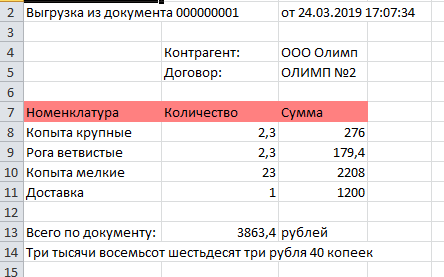 2 Выгрузка из документа 000000001 от 24.03.2019 17:07:34
3
4 Контрагент: ООО Олимп
5 Договор: ОЛИМП №2
6
7 Номенклатура Количество Сумма
8 Копыта крупные 2,3 276
9 Рога ветвистые 2,3 179,4
10 Копыта мелкие 23 2208
11 Доставка 1 1200
12
13 Всего по документу: 3863,4 рублей
14 Три тысячи восемьсот шестьдесят три рубля 40 копеек
15